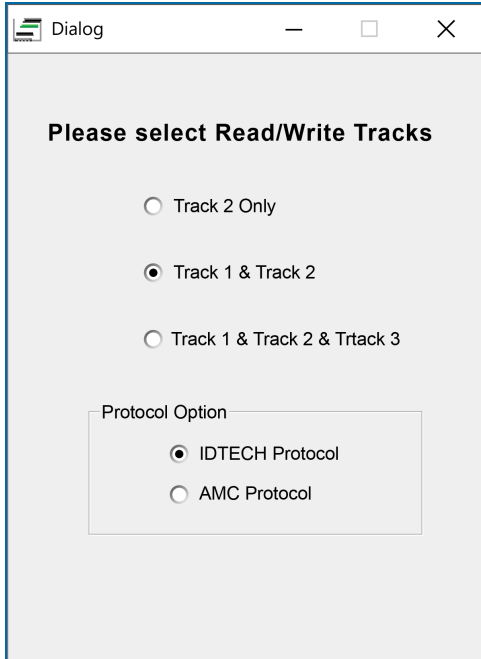 Dialog
Please select Read/Write Tracks
Track 2 Only
Track 1 & Track 2
Track 1 & Track 2 & Trtack 3
Protocol Option
IDTECH Protocol
AMC Protocol